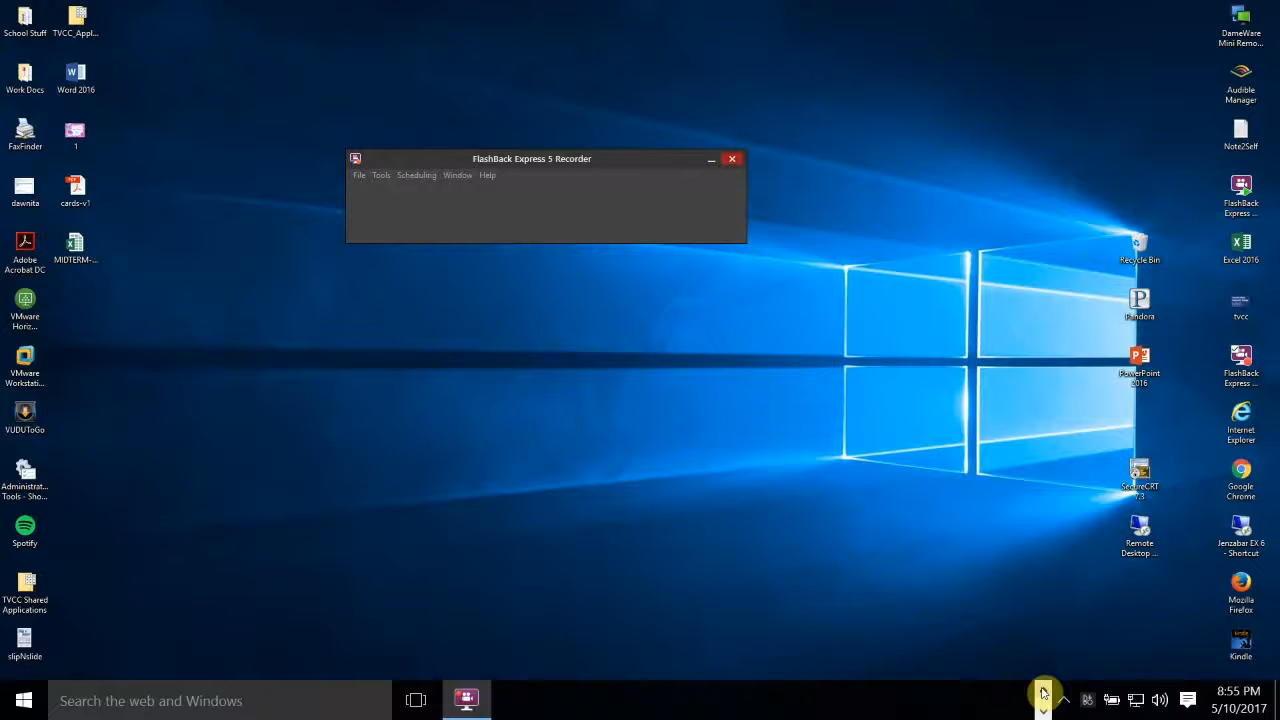 School Stuff
TVCC_Appl...
Work Docs
Word 2016
FaxFinder
1
dawnita
cards-v1
Adobe
Acrobat DC
MIDTERM-...
VMware
Horiz...
VMware
Workstati...
VUDUToGo
Administrat...
Tools - Sho...
Spotify
TVCC Shared
Applications
slipNslide
FlashBack Express 5 Recorder
File Tools Scheduling Window Help
Recycle Bin
Pandora
PowerPoint
2016
SecureCRT
7.3
Remote
Desktop ...
DameWare
Mini Remo...
Audible
Manager
Note2Self
FlashBack
Express ...
Excel 2016
tvcc
FlashBack
Express ...
Internet
Explorer
Google
Chrome
Jenzabar EX 6
- Shortcut
Mozilla
Firefox
Kindle
Search the web and Windows
8:55 PM
5/10/2017